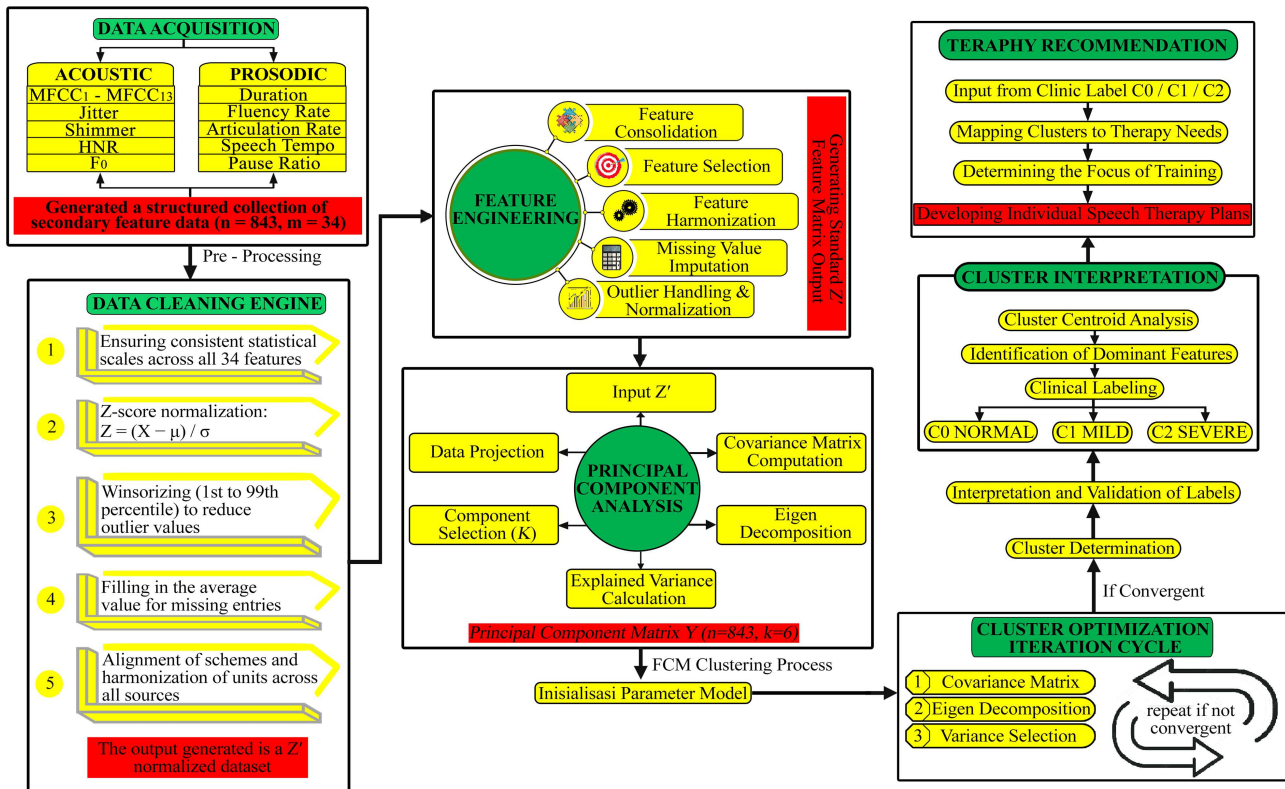 DATA ACQUISITION
ACOUSTIC
MFCC1 - MFCC13
Jitter
Shimmer
HNR
F0
PROSODIC
Duration
Fluency Rate
Articulation Rate
Speech Tempo
Pause Ratio
Generated a structured collection of
secondary feature data (n = 843, m = 34)
Pre - Processing
DATA CLEANING ENGINE
1
Ensuring consistent statistical
scales across all 34 features
2
Z-score normalization:
Z = (X − μ) / σ
3
Winsorizing (1st to 99th
percentile) to reduce
outlier values
4
Filling in the average
value for missing entries
5
Alignment of schemes and
harmonization of units across
all sources
The output generated is a Z′
normalized dataset
FEATURE
ENGINEERING
Feature
Consolidation
Feature Selection
Feature
Harmonization
Missing Value
Imputation
Outlier Handling &
Normalization
Generating Standard Z′
Feature Matrix Output
Input Z′
Data Projection
Covariance Matrix
Computation
PRINCIPAL
COMPONENT
ANALYSIS
Component
Selection (K)
Eigen
Decomposition
Explained Variance
Calculation
Principal Component Matrix Y (n=843, k=6)
FCM Clustering Process
Inisialisasi Parameter Model
CLUSTER OPTIMIZATION
ITERATION CYCLE
1 Covariance Matrix
2 Eigen Decomposition
3 Variance Selection
repeat if not
convergent
If Convergent
Cluster Determination
Interpretation and Validation of Labels
CLUSTER INTERPRETATION
Cluster Centroid Analysis
Identification of Dominant Features
Clinical Labeling
C0 NORMAL
C1 MILD
C2 SEVERE
TERAPHY RECOMMENDATION
Input from Clinic Label C0 / C1 / C2
Mapping Clusters to Therapy Needs
Determining the Focus of Training
Developing Individual Speech Therapy Plans